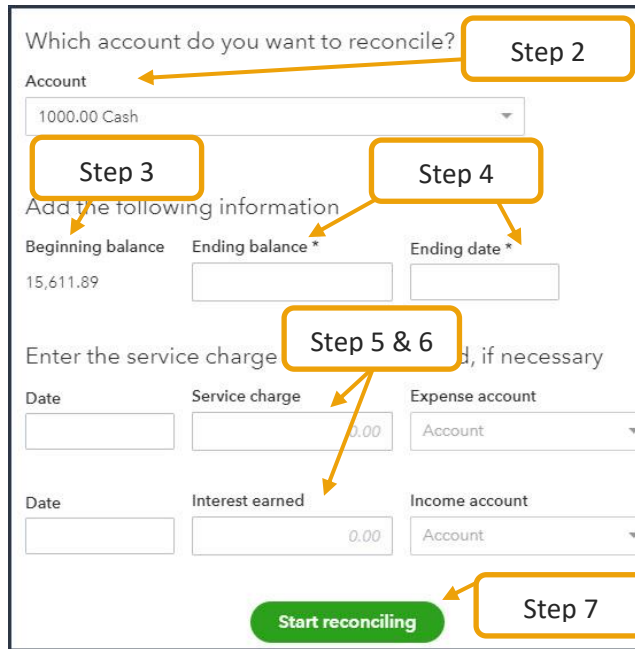 Which account do you want to reconcile?
Step 2
Account
1000.00 Cash
Step 3
Step 4
Add the following information
Beginning balance
Ending balance *
Ending date *
15,611.89
Step 5 & 6
Enter the service charge d, if necessary
Date
Service charge
Expense account
0.00
Account
Date
Interest earned
Income account
0.00
Account
Start reconciling
Step 7